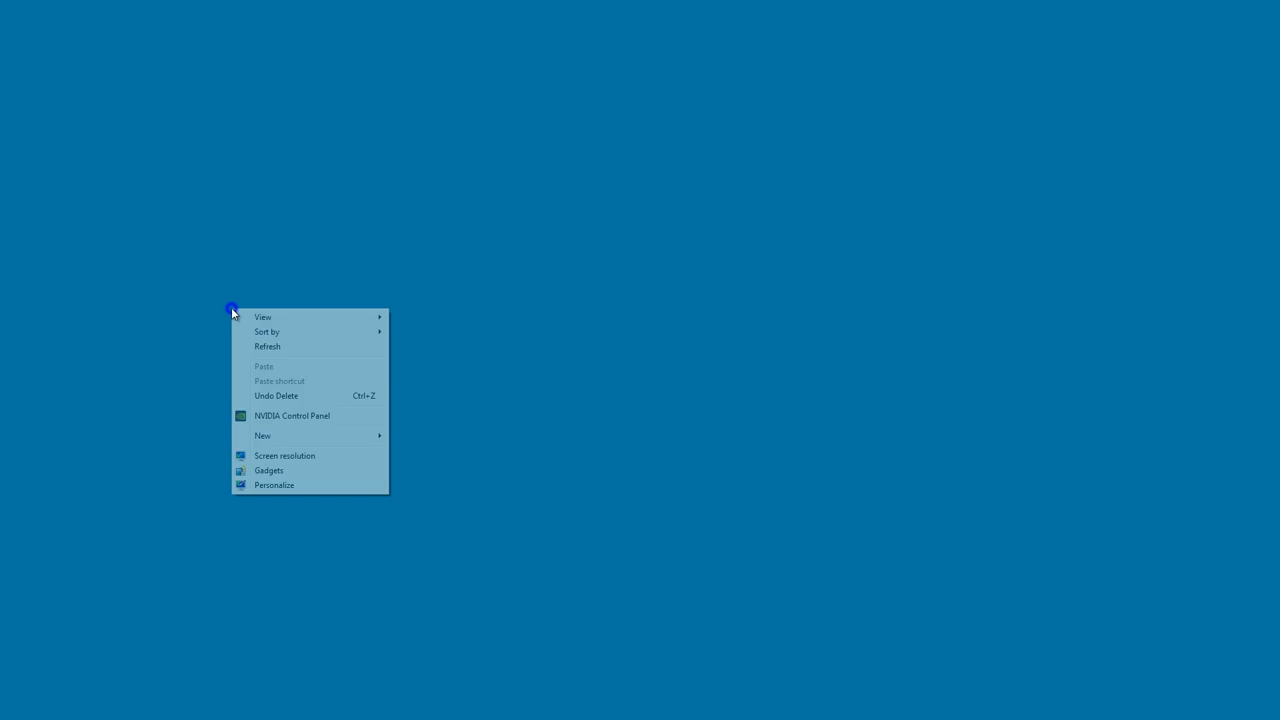 View
Sort by
Refresh
Paste
Paste shortcut
Undo Delete Ctrl+Z
NVIDIA Control Panel
New
Screen resolution
Gadgets
Personalize